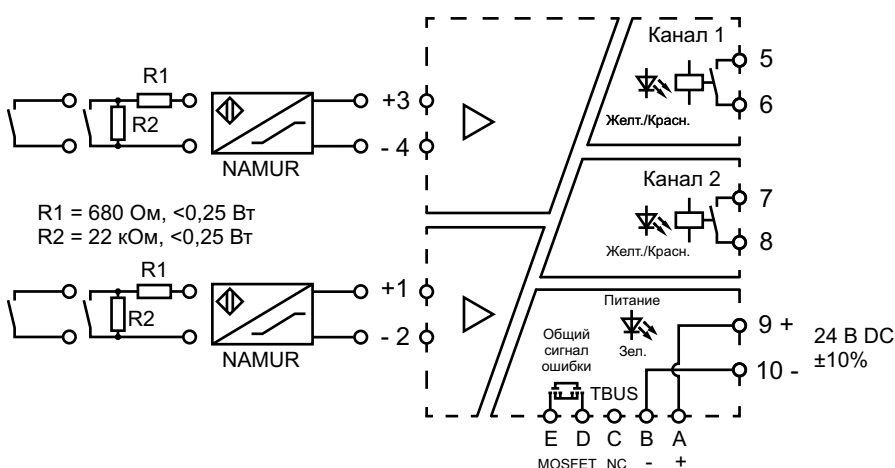 Канал 1
5
6
Желт./Красн.
R1
R2
NAMUR
+3
- 4
Канал 2
7
8
Желт./Красн.
R1 = 680 Ом, <0,25 Вт
R2 = 22 кОм, <0,25 Вт
R1
R2
NAMUR
+1
- 2
Питание
Зел.
Общий
сигнал
ошибки
TBUS
9 +
10 -
24 В DC
±10%
E D C B A
MOSFET NC - +